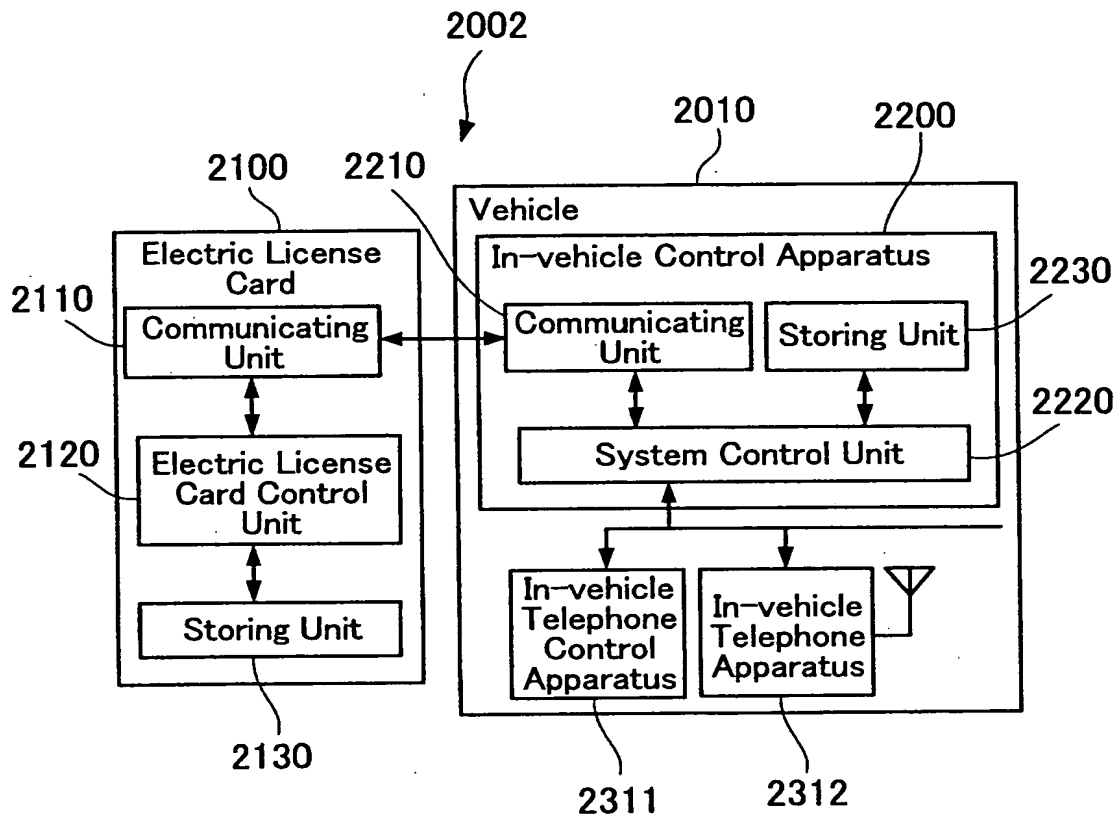 2002
2010
2200
2100
2210
Vehicle
Electric License
Card
In-vehicle Control Apparatus
2110
2230
Communicating
Unit
Communicating
Unit
Storing Unit
2220
2120
Electric License
Card Control
Unit
System Control Unit
In-vehicle
Telephone
Control
Apparatus
In-vehicle
Telephone
Apparatus
Storing Unit
2130
2311
2312